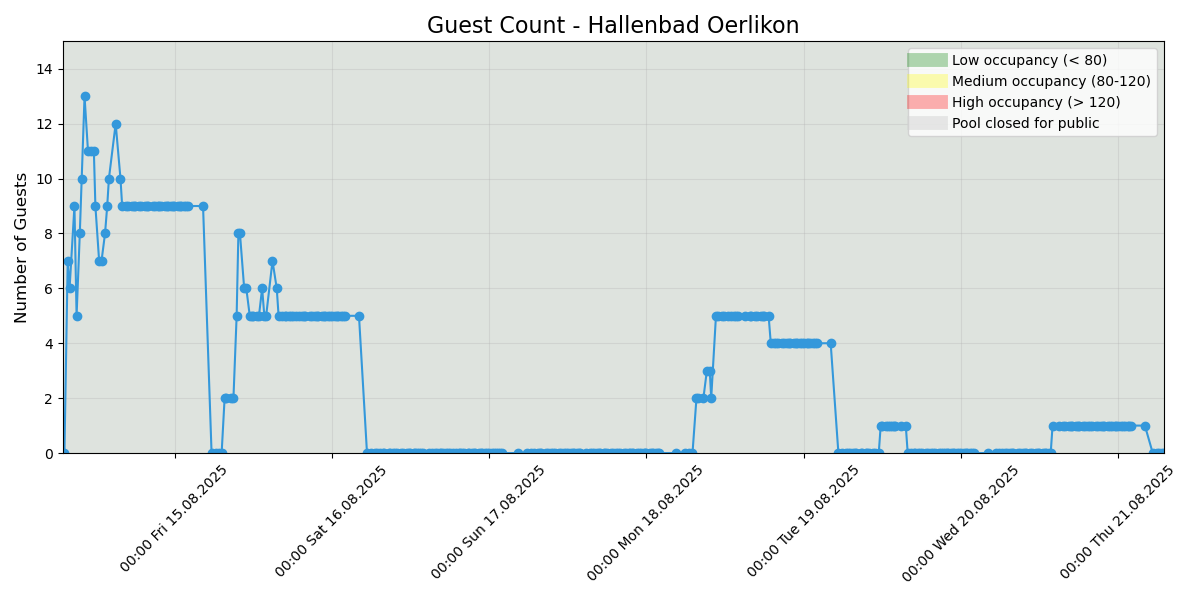 Guest Count - Hallenbad Oerlikon
Low occupancy (< 80)
Medium occupancy (80-120)
High occupancy (> 120)
Pool closed for public
Number of Guests
14
12
10
8
6
4
2
0
00:00 Fri 15.08.2025
00:00 Sat 16.08.2025
00:00 Sun 17.08.2025
00:00 Mon 18.08.2025
00:00 Tue 19.08.2025
00:00 Wed 20.08.2025
00:00 Thu 21.08.2025